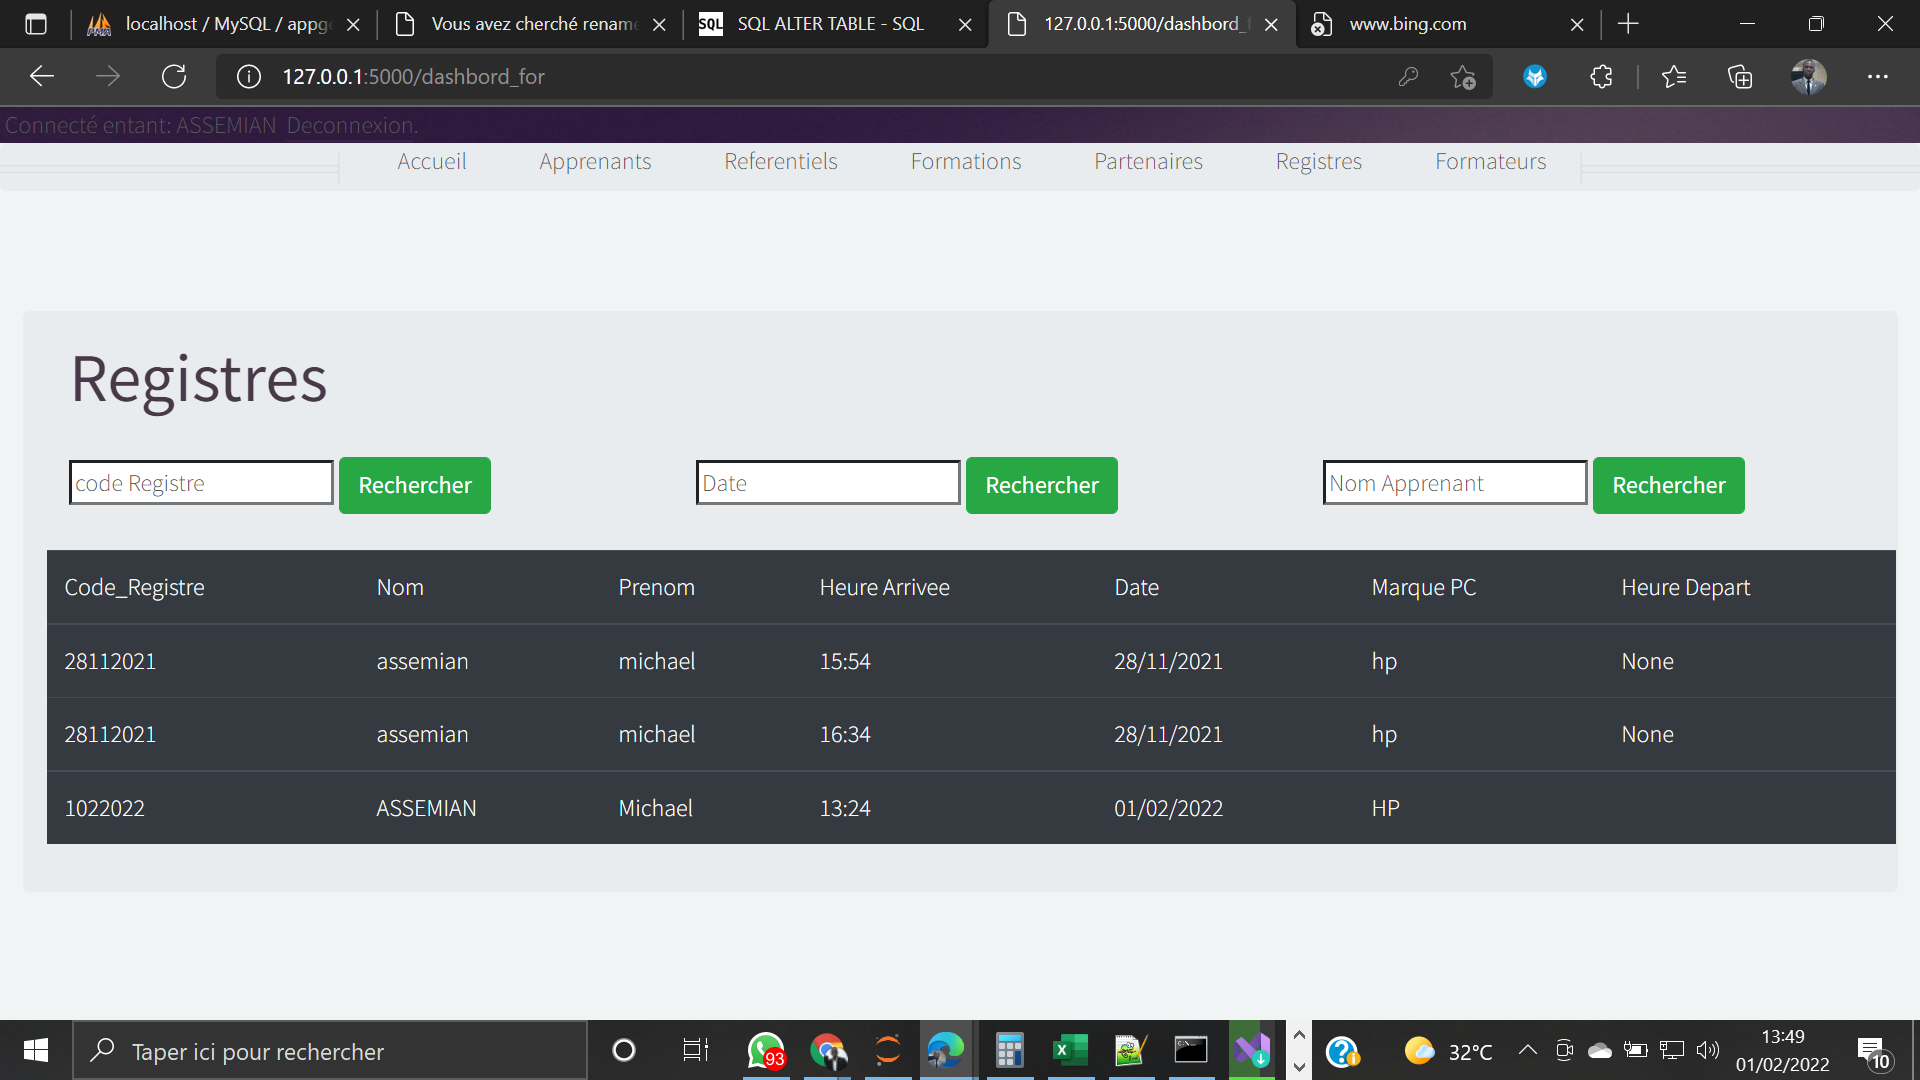 localhost / MySQL / appg
Vous avez cherché renam
SQL
SQL ALTER TABLE - SQL
127.0.0.1:5000/dashbord_
www.bing.com
127.0.0.1:5000/dashbord_for
Connecté entant: ASSEMIAN Deconnexion.
Accueil Apprenants Referentiels Formations Partenaires Registres Formateurs
Registres
code Registre Rechercher Date Rechercher Nom Apprenant Rechercher
Code_Registre Nom Prenom Heure Arrivee Date Marque PC Heure Depart
28112021 assemian michael 15:54 28/11/2021 hp None
28112021 assemian michael 16:34 28/11/2021 hp None
1022022 ASSEMIAN Michael 13:24 01/02/2022 HP
Taper ici pour rechercher
93
32°C
13:49
01/02/2022
10